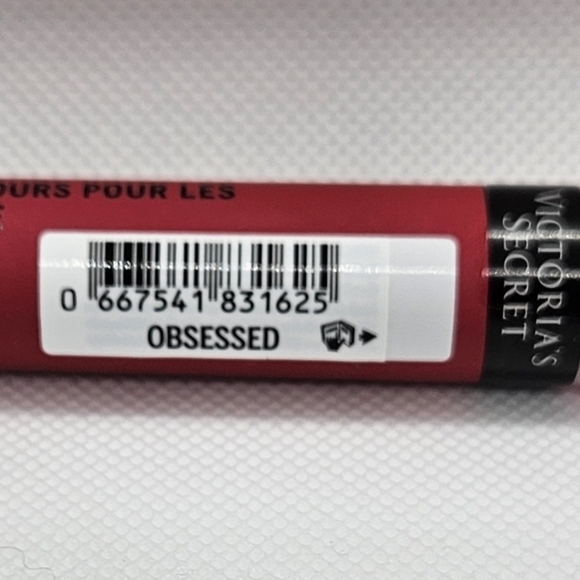 OURS POUR LES
0 667541 831625
OBSESSED
VICTORIA'S
SECRET